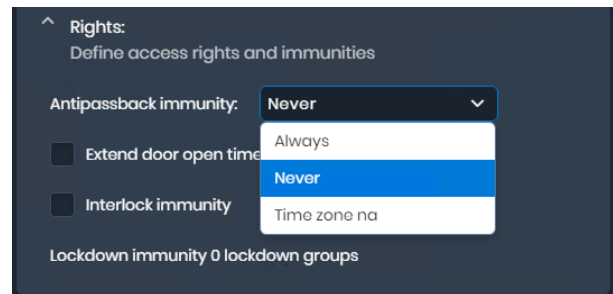 Rights:
Define access rights and immunities
Antipassback immunity: Never
Always
Extend door open time
Never
Interlock immunity
Time zone na
Lockdown immunity 0 lockdown groups